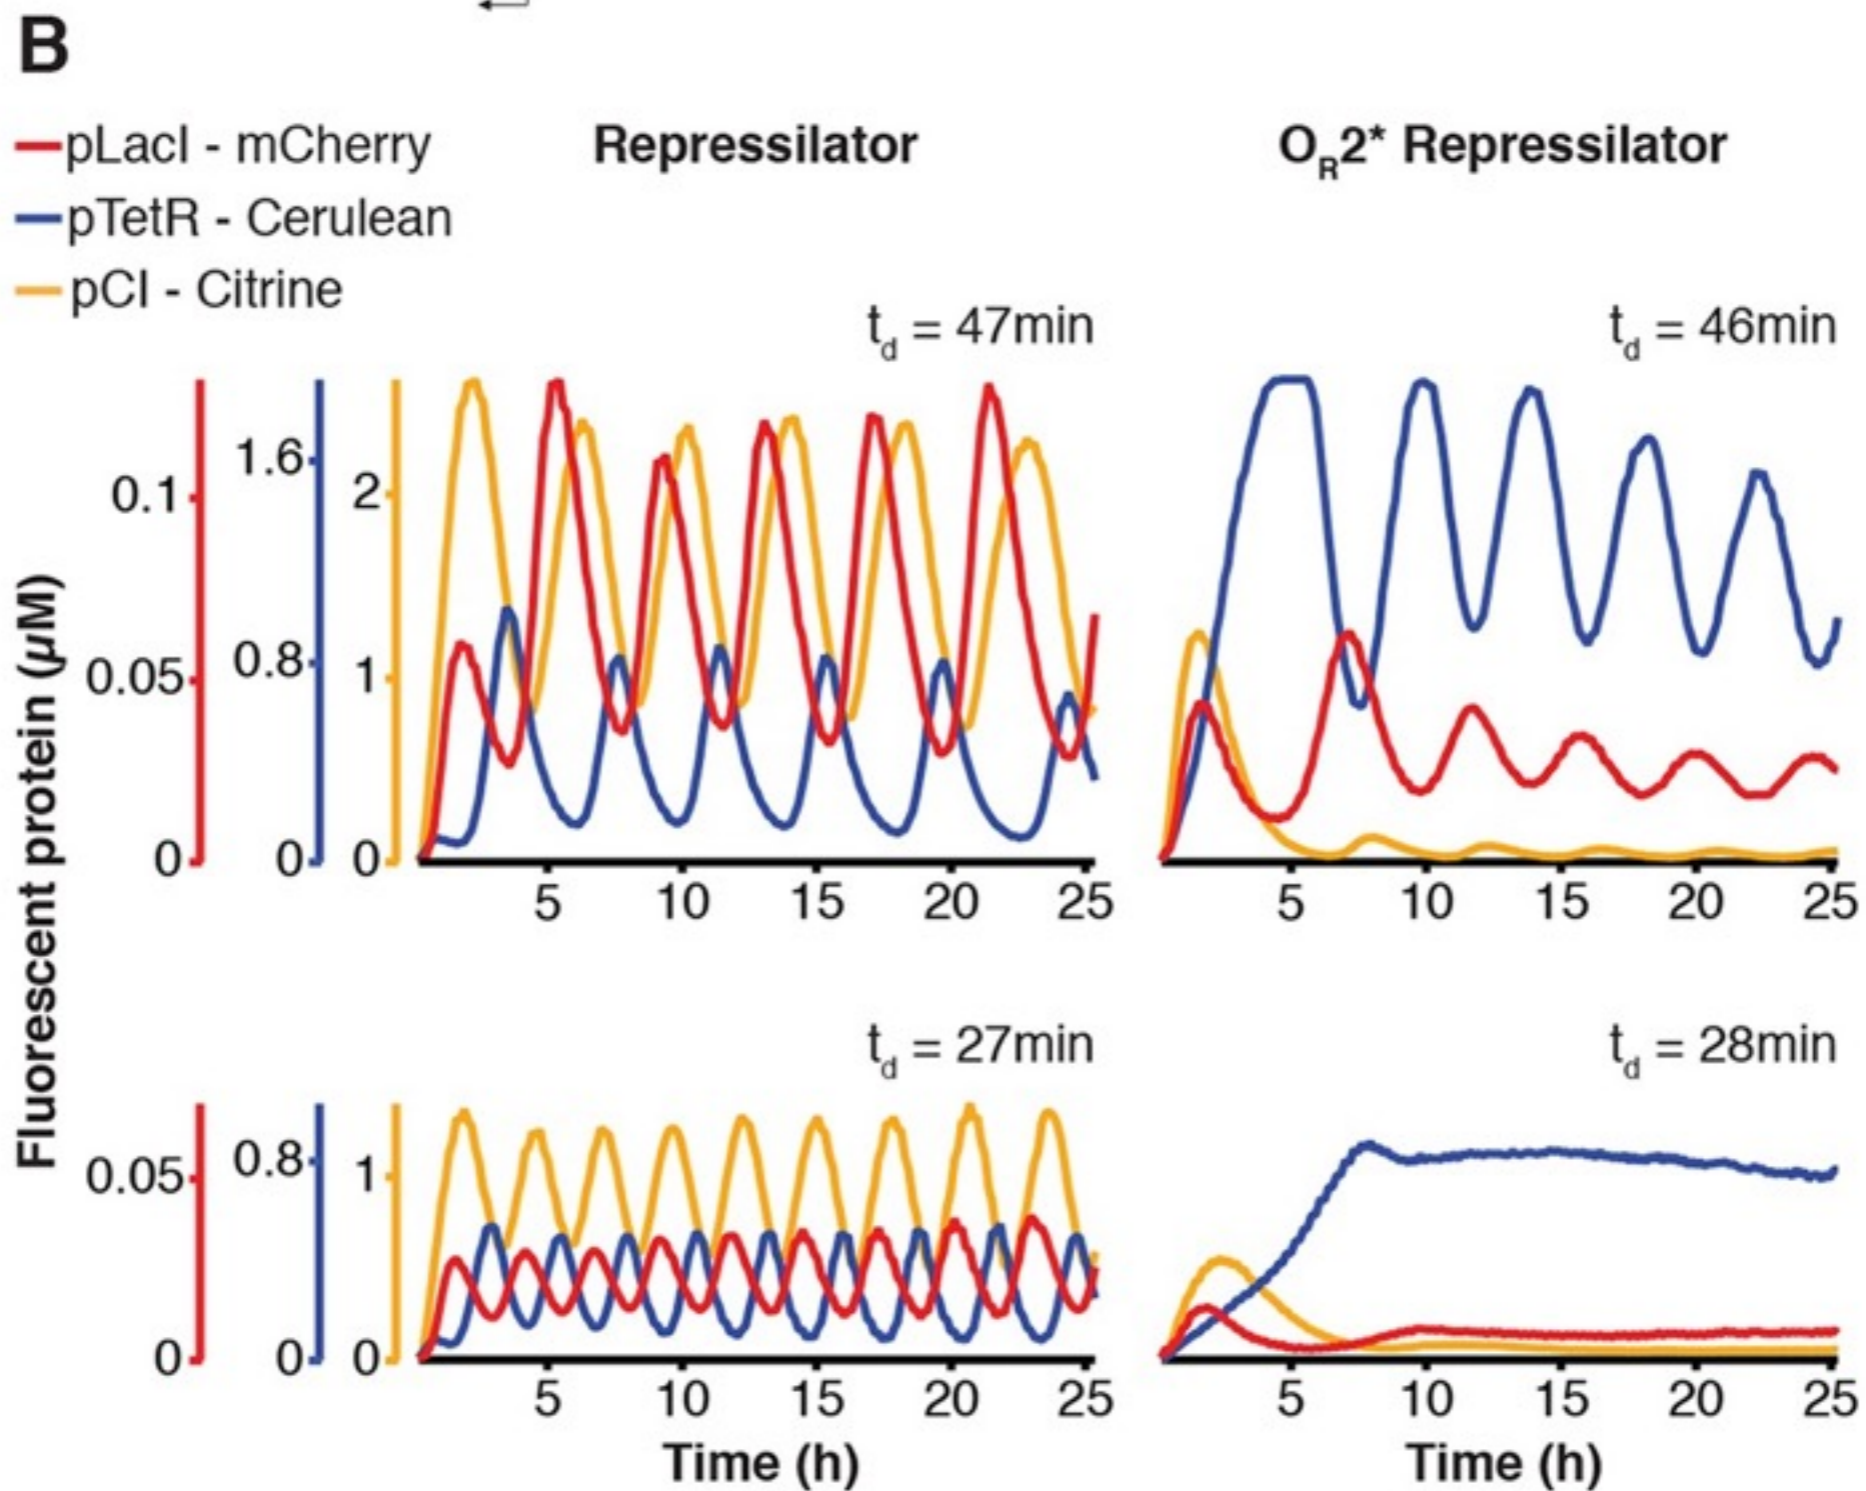 B
pLacI - mCherry
pTetR - Cerulean
pCI - Citrine
Repressilator
OR2* Repressilator
td = 47min
td = 46min
Fluorescent protein (µM)
0.1
0.05
0
1.6
0.8
0
2
1
0
5 10 15 20 25
5 10 15 20 25
td = 27min
td = 28min
0.05
0
0.8
0
1
0
5 10 15 20 25
5 10 15 20 25
Time (h)
Time (h)